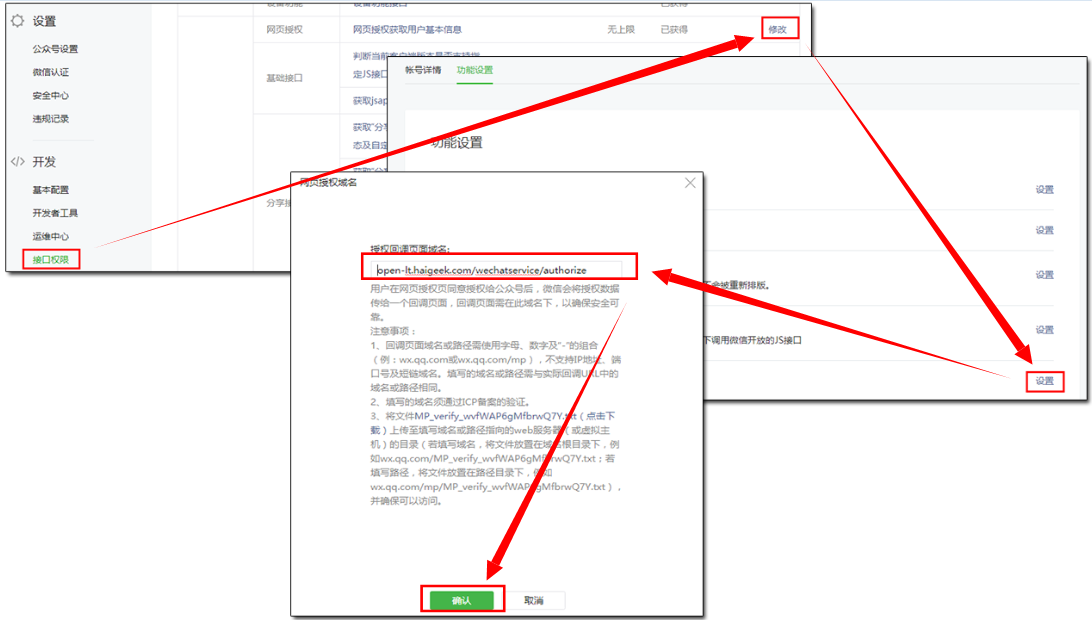 设置
公众号设置
微信认证
安全中心
违规记录
</> 开发
基本配置
开发者工具
运维中心
接口权限
设备功能
设备功能接口
已获得
网页授权
网页授权获取用户基本信息
无上限
已获得
修改
基础接口
判断当前客户端版本是否支持指
定JS接口
获取jsap
获取“分享
态及自定
获取“分享
分享接
帐号详情
功能设置
功能设置
设置
设置
设置
会被重新排版。
设置
下调用微信开放的JS接口
设置
网页授权域名
授权回调页面域名:
open-lt.haigeek.com/wechatservice/authorize
用户在网页授权页同意授权给公众号后，微信会将授权数据
传给一个回调页面，回调页面需在此域名下，以确保安全可
靠。
注意事项：
1、回调页面域名或路径需使用字母、数字及“-”的组合
（例：wx.qq.com或wx.qq.com/mp），不支持IP地址、端
口号及短链域名。填写的域名或路径需与实际回调URL中的
域名或路径相同。
2、填写的域名须通过ICP备案的验证。
3、将文件MP_verify_wvfWAP6gMfbrwQ7Y.txt（点击下
载）上传至填写域名或路径指向的web服务器（或虚拟主
机）的目录（若填写域名，将文件放置在域名根目录下，例
如wx.qq.com/MP_verify_wvfWAP6gMfbrwQ7Y.txt；若
填写路径，将文件放置在路径目录下，例如
wx.qq.com/mp/MP_verify_wvfWAP6gMfbrwQ7Y.txt），
并确保可以访问。
确认
取消